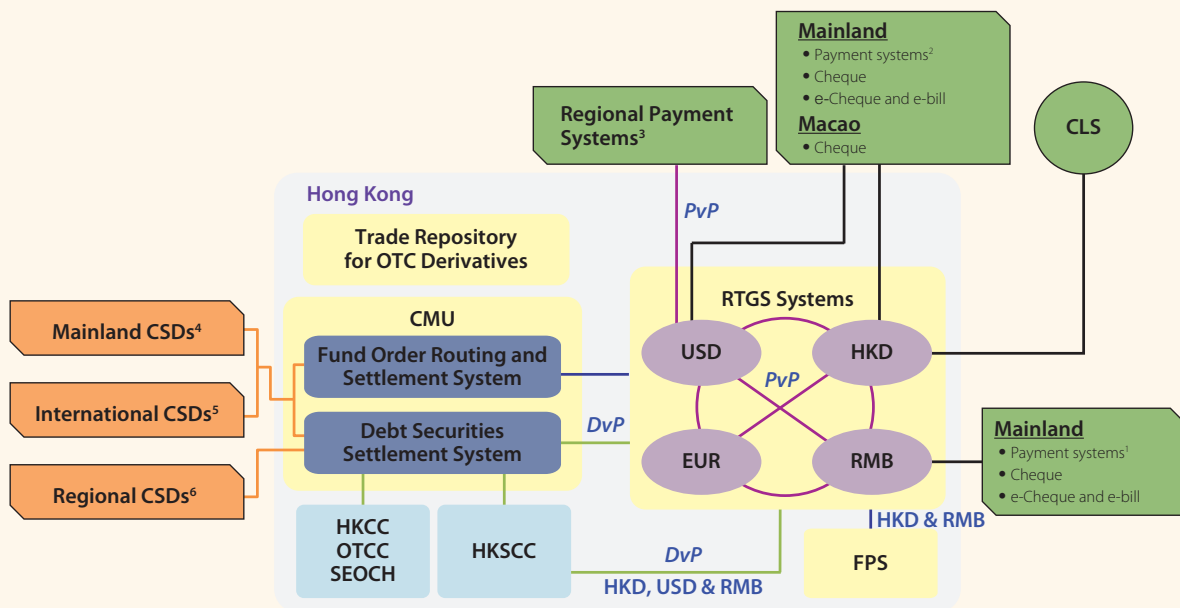 Mainland
• Payment systems²
• Cheque
• e-Cheque and e-bill
Macao
• Cheque
Regional Payment
Systems³
CLS
Hong Kong
PvP
Trade Repository
for OTC Derivatives
RTGS Systems
CMU
Mainland CSDs⁴
Fund Order Routing and
Settlement System
USD
HKD
PvP
International CSDs⁵
Debt Securities
Settlement System
DvP
EUR
RMB
Mainland
• Payment systems¹
• Cheque
• e-Cheque and e-bill
Regional CSDs⁶
HKCC
OTCC
SEOCH
HKSCC
DvP
HKD, USD & RMB
HKD & RMB
FPS